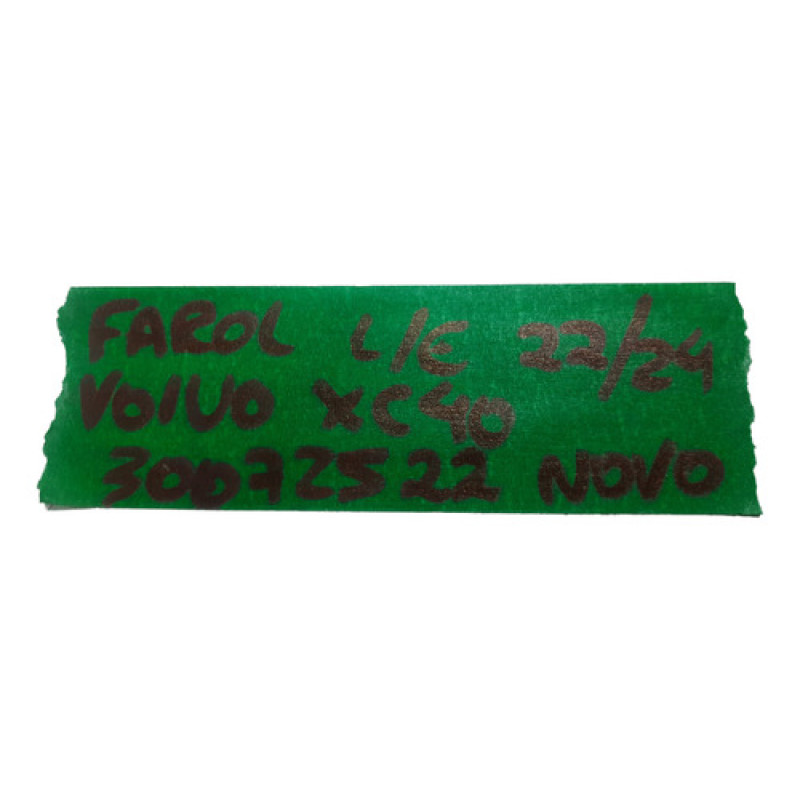 FAROL L/E 22/24
VOLVO XC40
30072522 NOVO